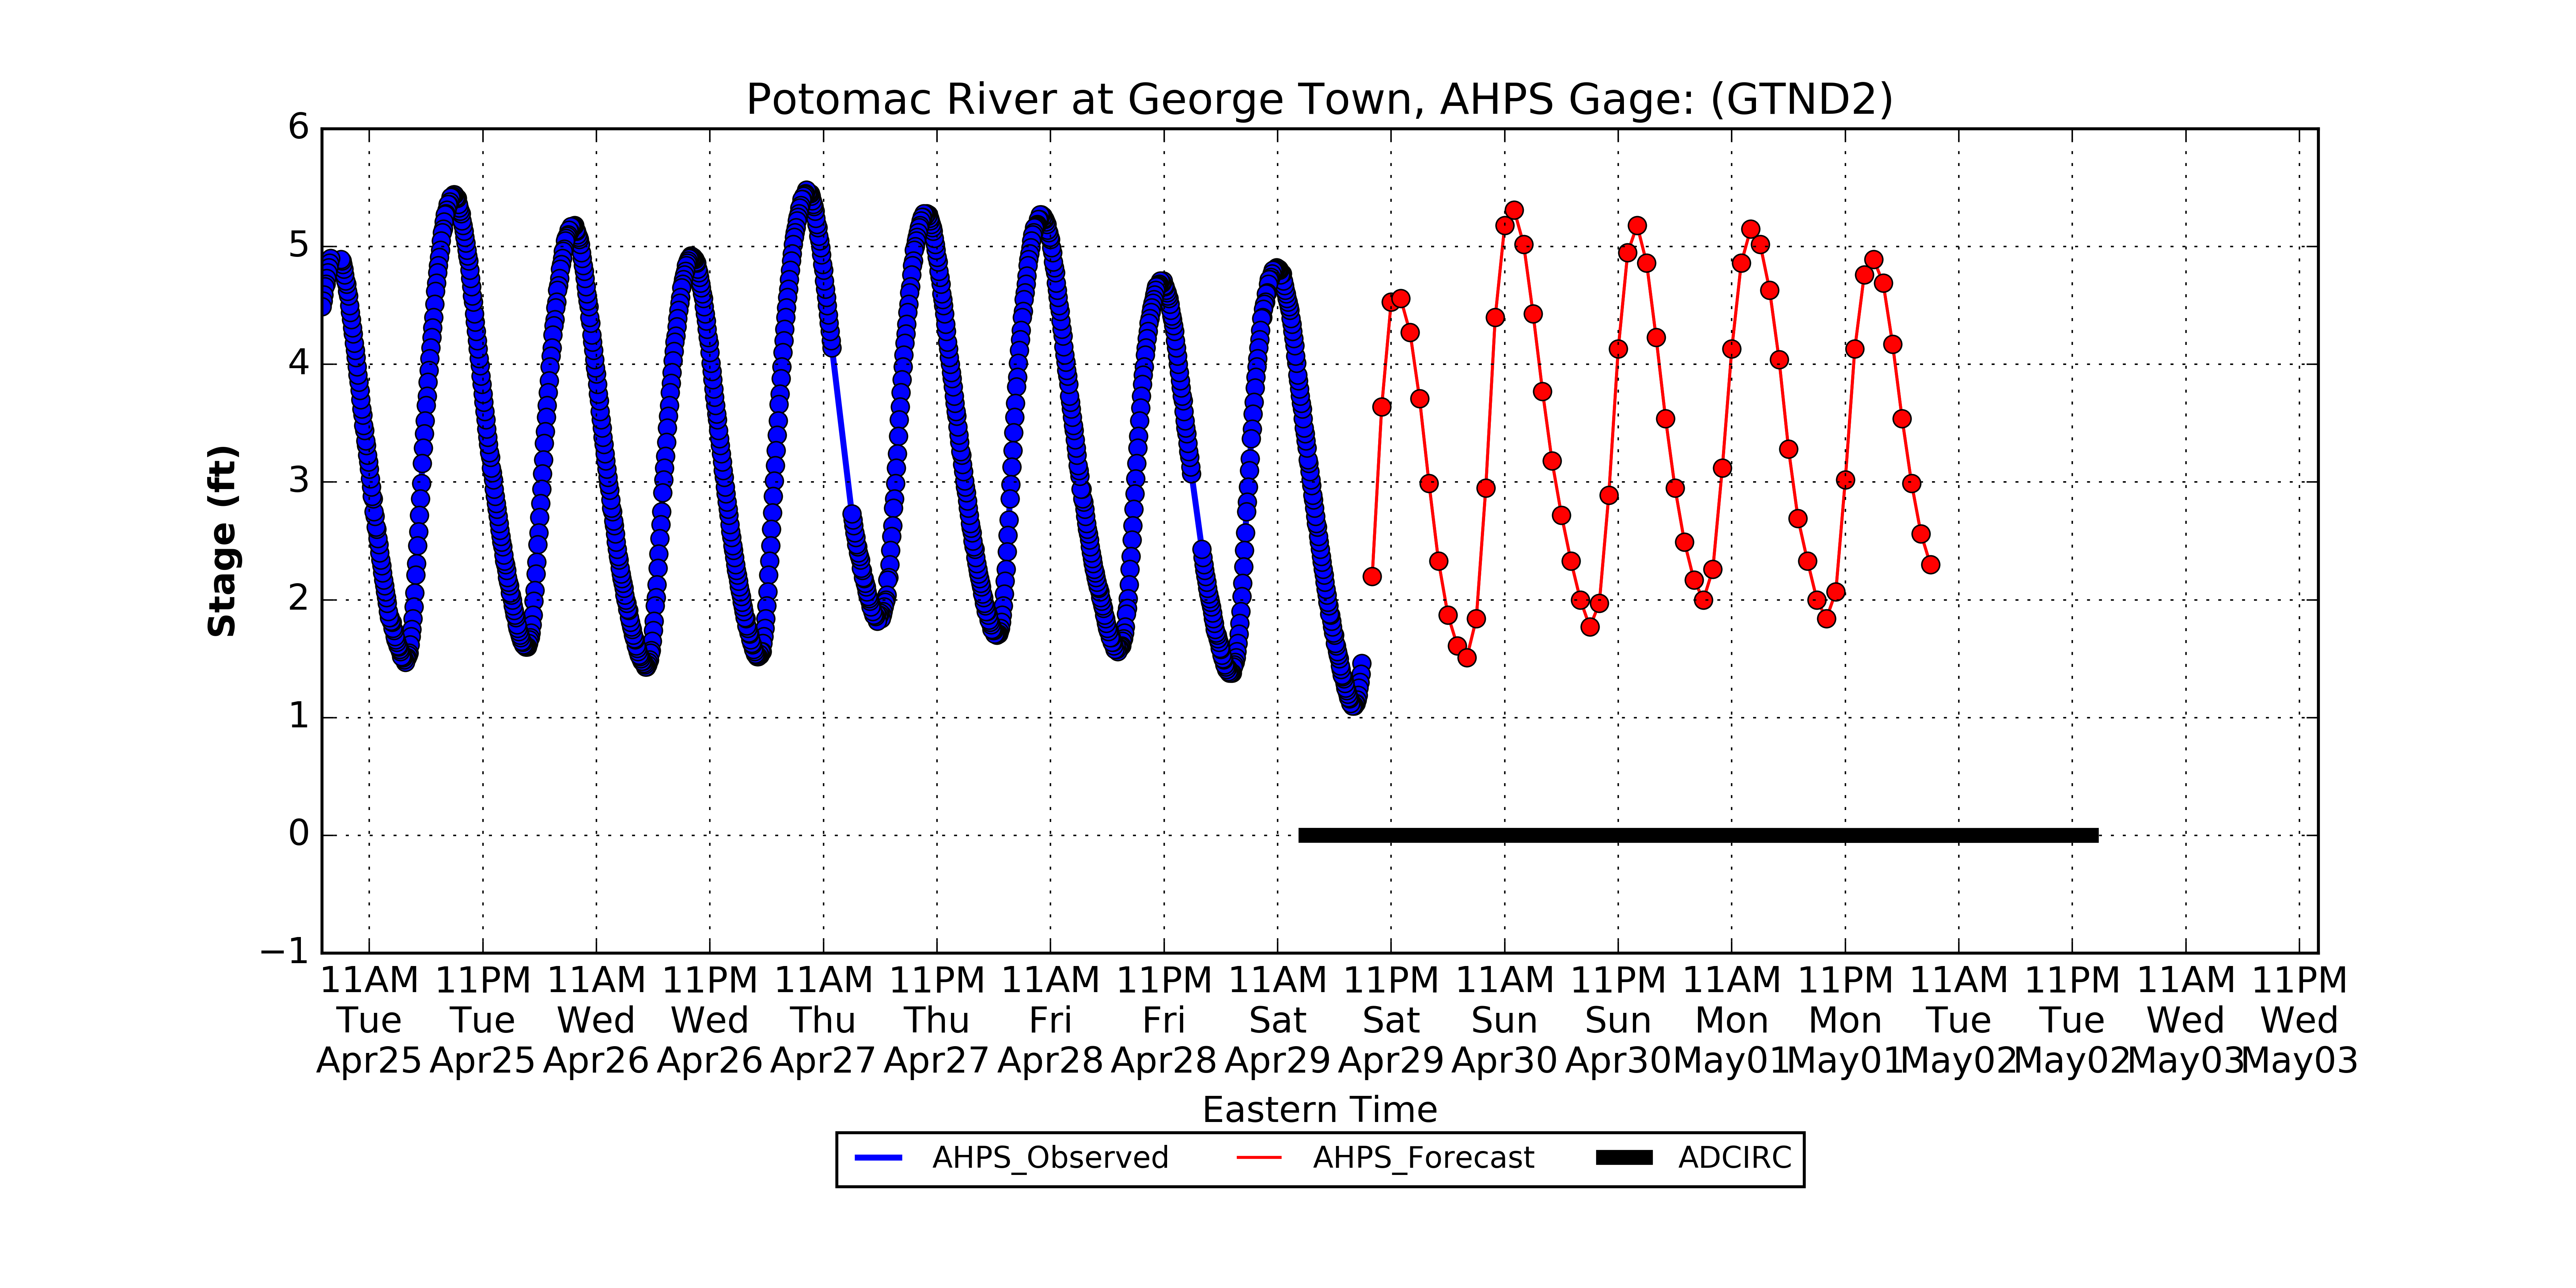 Potomac River at George Town, AHPS Gage: (GTND2)
6
5
4
3
2
1
0
−1
Stage (ft)
11AM 11PM 11AM 11PM 11AM 11PM 11AM 11PM 11AM 11PM 11AM 11PM 11AM 11PM 11AM 11PM 11AM 11PM
Tue Tue Wed Wed Thu Thu Fri Fri Sat Sat Sun Sun Mon Mon Tue Tue Wed Wed
Apr25 Apr25 Apr26 Apr26 Apr27 Apr27 Apr28 Apr28 Apr29 Apr29 Apr30 Apr30 May01 May01 May02 May02 May03 May03
Eastern Time
AHPS_Observed AHPS_Forecast ADCIRC